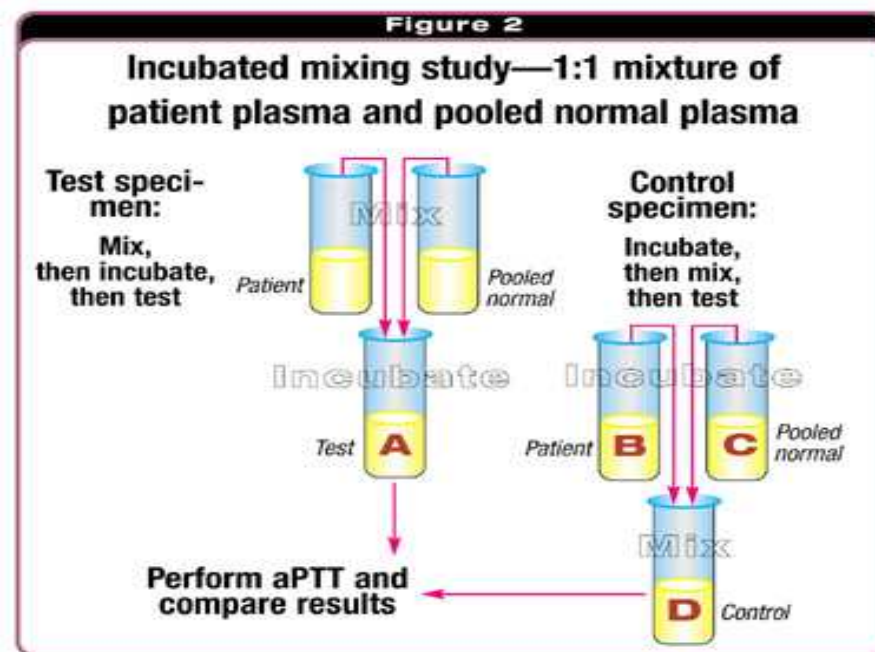 Figure 2
Incubated mixing study—1:1 mixture of
patient plasma and pooled normal plasma
Test speci-
men:
Mix,
then incubate,
then test
Patient
Mix
Pooled
normal
Incubate
Test
A
Control
specimen:
Incubate,
then mix,
then test
Incubate
Patient
B
C
Pooled
normal
Mix
D
Control
Perform aPTT and
compare results